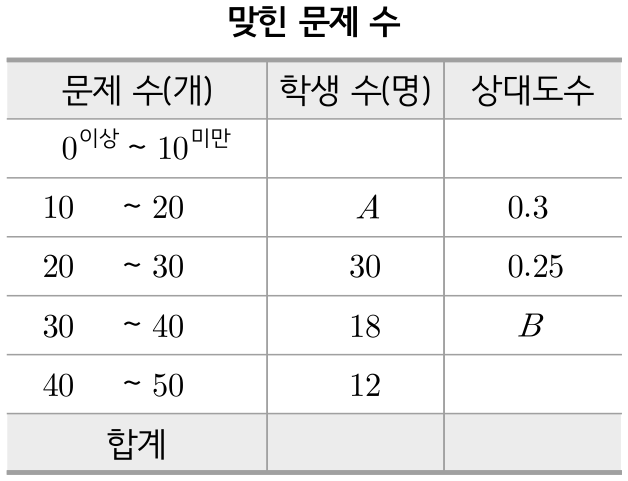 맞힌 문제 수
문제 수(개) 학생 수(명) 상대도수
0이상 ~ 10미만
10 ~ 20 A 0.3
20 ~ 30 30 0.25
30 ~ 40 18 B
40 ~ 50 12
합계